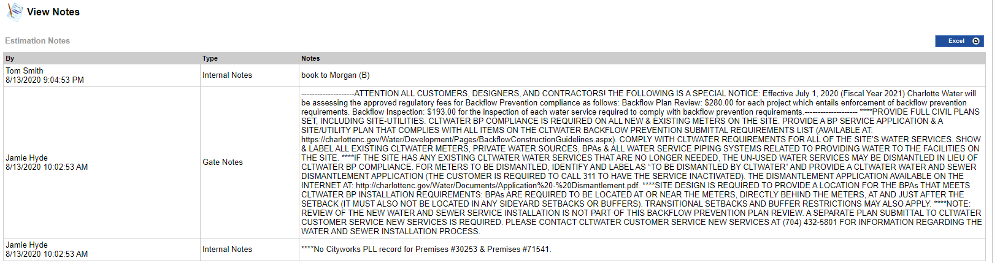 View Notes
Estimation Notes
Excel
By Type Notes
Tom Smith
8/13/2020 9:04:53 PM
Internal Notes
book to Morgan (B)
Jamie Hyde
8/13/2020 10:02:53 AM
Gate Notes
--------------------ATTENTION ALL CUSTOMERS, DESIGNERS, AND CONTRACTORS! THE FOLLOWING IS A SPECIAL NOTICE: Effective July 1, 2020 (Fiscal Year 2021) Charlotte Water will
be assessing the approved regulatory fees for Backflow Prevention compliance as follows: Backflow Plan Review: $280.00 for each project which entails enforcement of backflow prevention
requirements. Backflow Inspection: $193.00 for the inspection of each water service required to comply with backflow prevention requirements.-------------------- ****PROVIDE FULL CIVIL PLANS
SET, INCLUDING SITE-UTILITIES. CLTWATER BP COMPLIANCE IS REQUIRED ON ALL NEW & EXISTING METERS ON THE SITE. PROVIDE A BP SERVICE APPLICATION & A
SITE/UTILITY PLAN THAT COMPLIES WITH ALL ITEMS ON THE CLTWATER BACKFLOW PREVENTION SUBMITTAL REQUIREMENTS LIST (AVAILABLE AT:
https://charlottenc.gov/Water/Development/Pages/BackflowConstructionGuidelines.aspx). COMPLY WITH CLTWATER REQUIREMENTS FOR ALL OF THE SITE'S WATER SERVICES. SHOW
& LABEL ALL EXISTING CLTWATER METERS, PRIVATE WATER SOURCES, BPAs & ALL WATER SERVICE PIPING SYSTEMS RELATED TO PROVIDING WATER TO THE FACILITIES ON
THE SITE. ****IF THE SITE HAS ANY EXISTING CLTWATER WATER SERVICES THAT ARE NO LONGER NEEDED, THE UN-USED WATER SERVICES MAY BE DISMANTLED IN LIEU OF
CLTWATER BP COMPLIANCE. FOR METERS TO BE DISMANTLED, IDENTIFY AND LABEL AS “TO BE DISMANTLED BY CLTWATER” AND PROVIDE A CLTWATER WATER AND SEWER
DISMANTLEMENT APPLICATION (THE CUSTOMER IS REQUIRED TO CALL 311 TO HAVE THE SERVICE INACTIVATED). THE DISMANTLEMENT APPLICATION AVAILABLE ON THE
INTERNET AT: http://charlottenc.gov/Water/Documents/Application%20-%20Dismantlement.pdf. ****SITE DESIGN IS REQUIRED TO PROVIDE A LOCATION FOR THE BPAs THAT MEETS
CLTWATER BP INSTALLATION REQUIREMENTS: BPAs ARE REQUIRED TO BE LOCATED AT OR NEAR THE METERS, DIRECTLY BEHIND THE METERS, AT AND JUST AFTER THE
SETBACK (IT MUST ALSO NOT BE LOCATED IN ANY SIDEYARD SETBACKS OR BUFFERS). TRANSITIONAL SETBACKS AND BUFFER RESTRICTIONS MAY ALSO APPLY. ****NOTE:
REVIEW OF THE NEW WATER AND SEWER SERVICE INSTALLATION IS NOT PART OF THIS BACKFLOW PREVENTION PLAN REVIEW. A SEPARATE PLAN SUBMITTAL TO CLTWATER
CUSTOMER SERVICE NEW SERVICES IS REQUIRED. PLEASE CONTACT CLTWATER CUSTOMER SERVICE NEW SERVICES AT (704) 432-5801 FOR INFORMATION REGARDING THE
WATER AND SEWER INSTALLATION PROCESS.
Jamie Hyde
8/13/2020 10:02:53 AM
Internal Notes
****No Cityworks PLL record for Premises #30253 & Premises #71541.